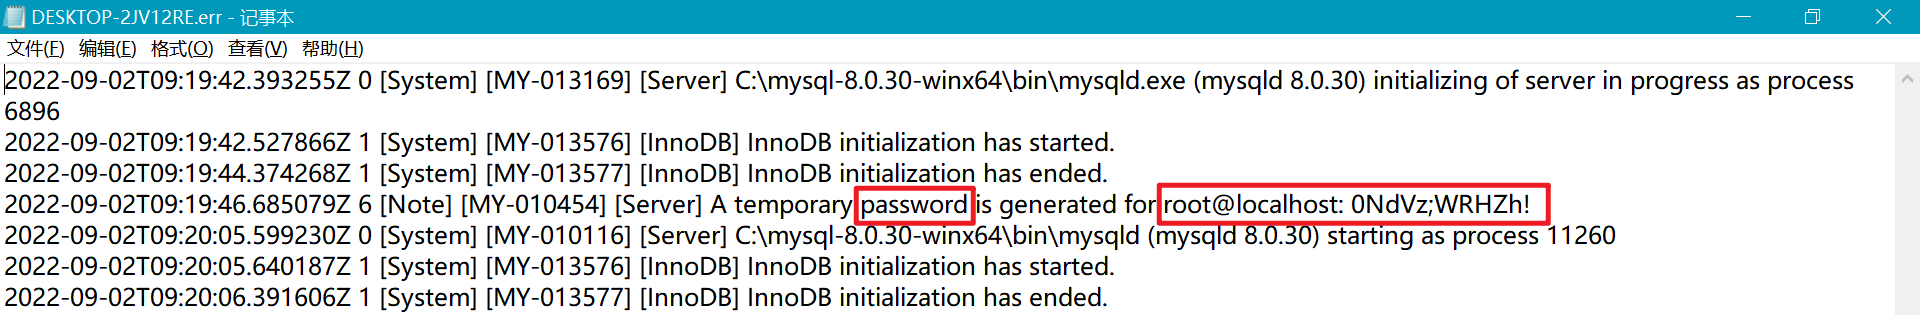 DESKTOP-2JV12RE.err - 记事本
文件(F) 编辑(E) 格式(O) 查看(V) 帮助(H)
2022-09-02T09:19:42.393255Z 0 [System] [MY-013169] [Server] C:\mysql-8.0.30-winx64\bin\mysqld.exe (mysqld 8.0.30) initializing of server in progress as process
6896
2022-09-02T09:19:42.527866Z 1 [System] [MY-013576] [InnoDB] InnoDB initialization has started.
2022-09-02T09:19:44.374268Z 1 [System] [MY-013577] [InnoDB] InnoDB initialization has ended.
2022-09-02T09:19:46.685079Z 6 [Note] [MY-010454] [Server] A temporary password is generated for root@localhost: 0NdVz;WRHZh!
2022-09-02T09:20:05.599230Z 0 [System] [MY-010116] [Server] C:\mysql-8.0.30-winx64\bin\mysqld (mysqld 8.0.30) starting as process 11260
2022-09-02T09:20:05.640187Z 1 [System] [MY-013576] [InnoDB] InnoDB initialization has started.
2022-09-02T09:20:06.391606Z 1 [System] [MY-013577] [InnoDB] InnoDB initialization has ended.